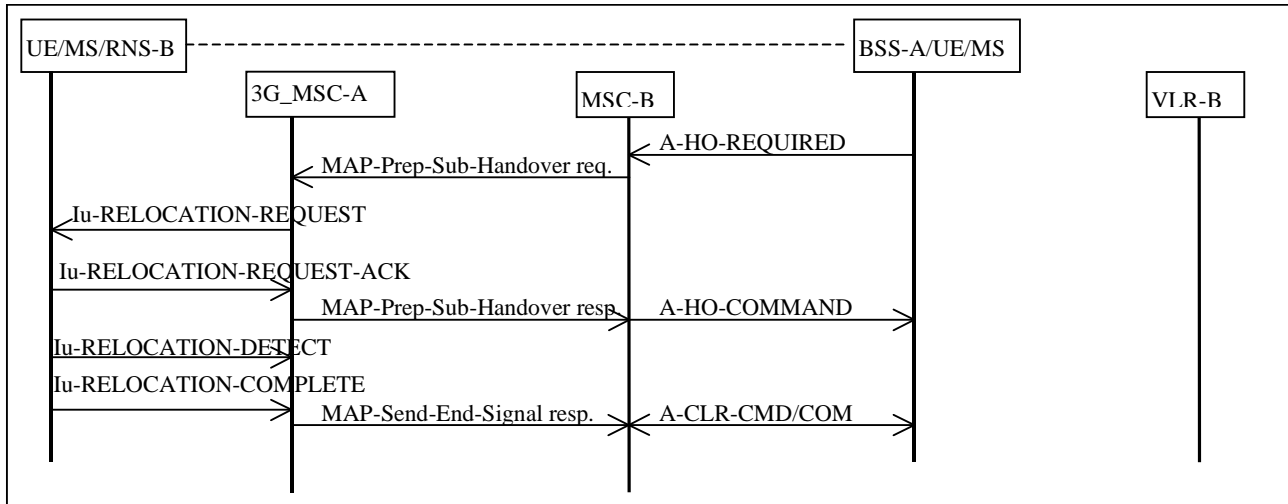 UE/MS/RNS-B
BSS-A/UE/MS
3G_MSC-A
MSC-B
VLR-B
A-HO-REQUIRED
MAP-Prep-Sub-Handover req.
Iu-RELOCATION-REQUEST
Iu-RELOCATION-REQUEST-ACK
MAP-Prep-Sub-Handover resp.
A-HO-COMMAND
Iu-RELOCATION-DETECT
Iu-RELOCATION-COMPLETE
MAP-Send-End-Signal resp.
A-CLR-CMD/COM